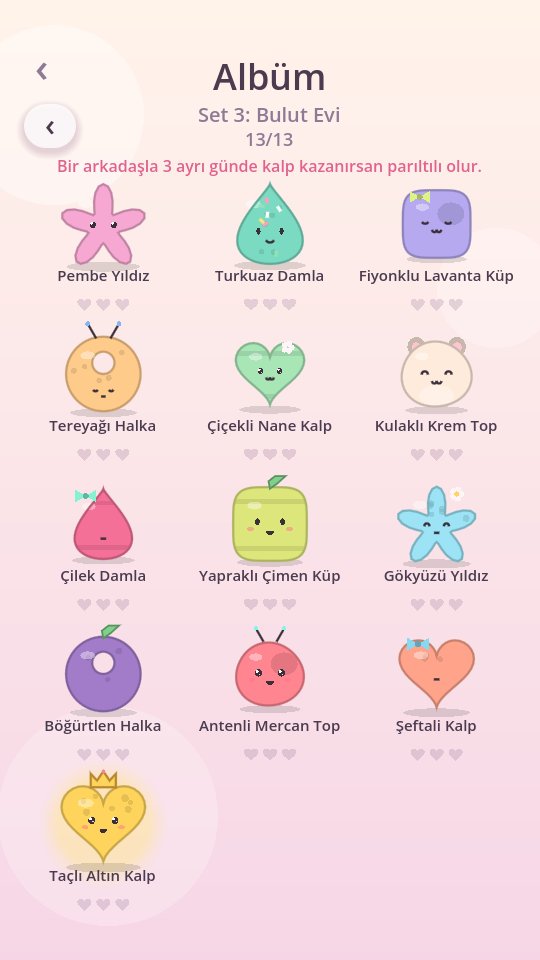 Albüm
Set 3: Bulut Evi
13/13
Bir arkadaşla 3 ayrı günde kalp kazanırsan parıltılı olur.
Pembe Yıldız
Turkuaz Damla
Fiyonklu Lavanta Küp
Tereyağı Halka
Çiçekli Nane Kalp
Kulaklı Krem Top
Çilek Damla
Yapraklı Çimen Küp
Gökyüzü Yıldız
Böğürtlen Halka
Antenli Mercan Top
Şeftali Kalp
Taçlı Altın Kalp